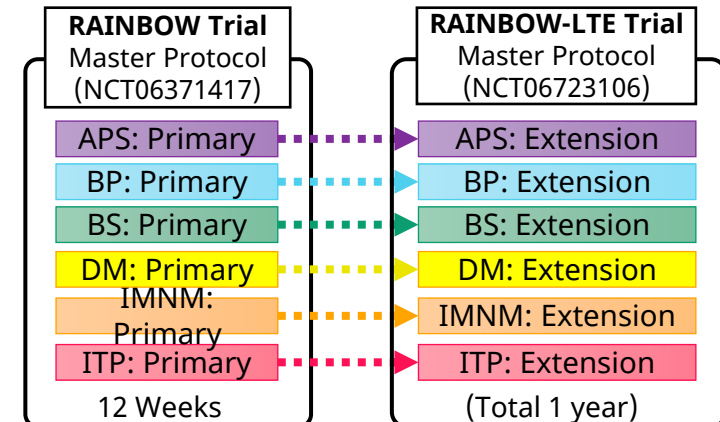 RAINBOW Trial
Master Protocol
(NCT06371417)
APS: Primary
BP: Primary
BS: Primary
DM: Primary
IMNM:
Primary
ITP: Primary
12 Weeks
RAINBOW-LTE Trial
Master Protocol
(NCT06723106)
APS: Extension
BP: Extension
BS: Extension
DM: Extension
IMNM: Extension
ITP: Extension
(Total 1 year)